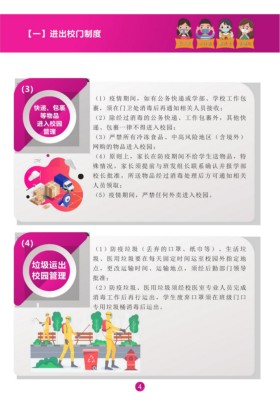 【一】进出校门制度
(3)
快递、包裹
等物品
进入校园
管理
（1）疫情期间，如有公务快递或学部、学校工作包
裹，须在门卫处消毒后再通知相关人员接收；
（2）除经过消毒的公务快递、工作包裹外，其他快
递、包裹一律不得进入校园；
（3）严禁所有冷冻食品、中高风险地区（含境外）
网购的物品进入校园；
（4）原则上，家长在防疫期间不给学生送物品，特
殊情况，家长须提前与班发组长联系确认并报学部
校长批准，所送物品经过消毒处理后方可通知相关
人员领取；
（5）疫情期间，严禁任何外卖进入校园。
(4)
垃圾运出
校园管理
（1）防疫垃圾（丢弃的口罩、纸巾等）、生活垃
圾、医用垃圾要在每天固定时间运至校园外指定地
点，更改运输时间、运输地点，须经后勤部门领导
批准；
（2）防疫垃圾、医用垃圾须经校医室专业人员完成
消毒工作后再行运出。学生废弃口罩须在班级门口
专用垃圾桶消毒后运出。
4